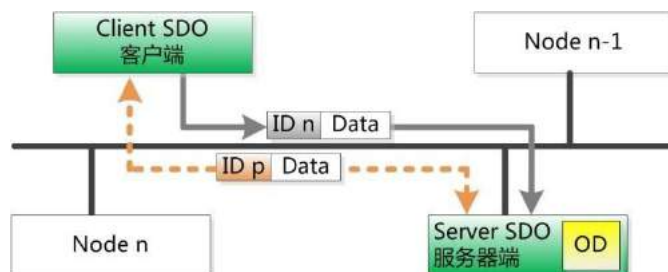 Client SDO
客户端
Node n-1
ID n Data
ID p Data
Node n
Server SDO
服务器端
OD